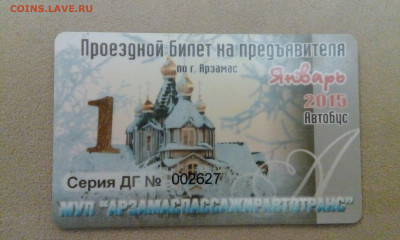 COINS.LAVE.RU
Проездной билет на предъявителя
по г. Арзамас
Январь
2015
Автобус
1
Серия ДГ № 002627
МУП "АРЗАМАСПАССАЖИРАВТОТРАНС"